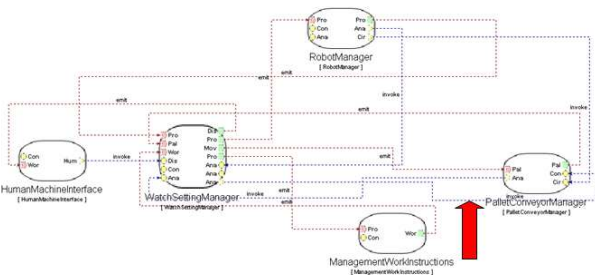 Pro
Con
Ana
Pro
Ana
Cir
RobotManager
[ RobotManager ]
emit
emit
emit
emit
invoke
invoke
Con
Wor
Hum
invoke
HumanMachineInterface
[ HumanMachineInterface ]
Pro
Pal
Wor
Dis
Con
Ana
Dis
Pro
Mov
Pro
Ana
Ana
Ana
Ana
WatchSettingManager
[ WatchSettingManager ]
invoke
emit
emit
Pal
Ana
Pal
Con
Cir
PalletConveyorManager
[ PalletConveyorManager ]
Pro
Con
Wor
ManagementWorkInstructions
[ ManagementWorkInstructions ]